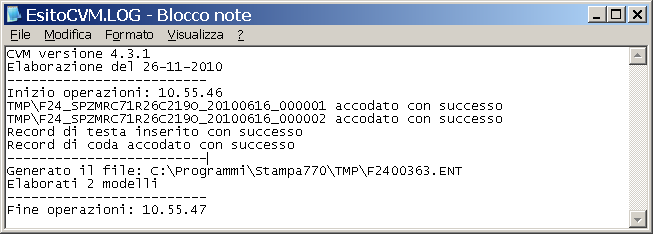 EsitoCVM.LOG - Blocco note
File Modifica Formato Visualizza ?
CVM versione 4.3.1
Elaborazione del 26-11-2010
-------------------------
Inizio operazioni: 10.55.46
TMP\F24_SPZMRC71R26C219O_20100616_000001 accodato con successo
TMP\F24_SPZMRC71R26C219O_20100616_000002 accodato con successo
Record di testa inserito con successo
Record di coda accodato con successo
-------------------------
Generato il file: C:\Programmi\Stampa770\TMP\F2400363.ENT
Elaborati 2 modelli
-------------------------
Fine operazioni: 10.55.47